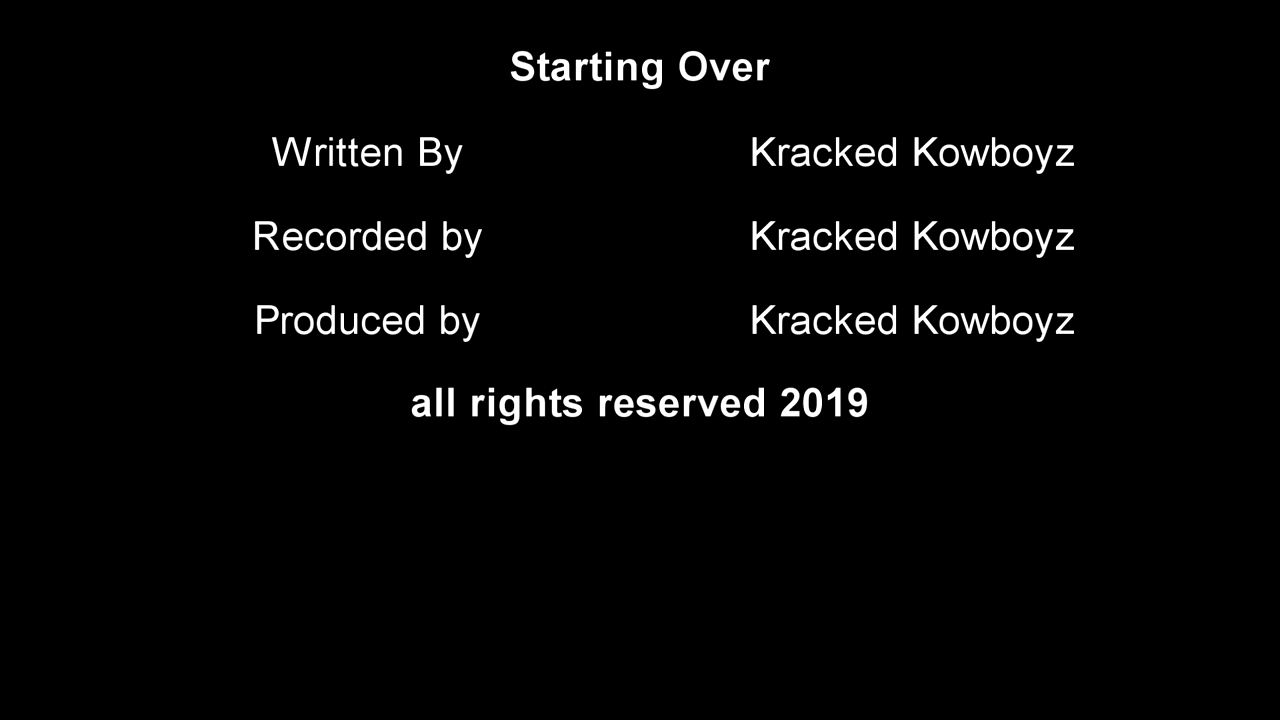 Starting Over
Written By Kracked Kowboyz
Recorded by Kracked Kowboyz
Produced by Kracked Kowboyz
all rights reserved 2019